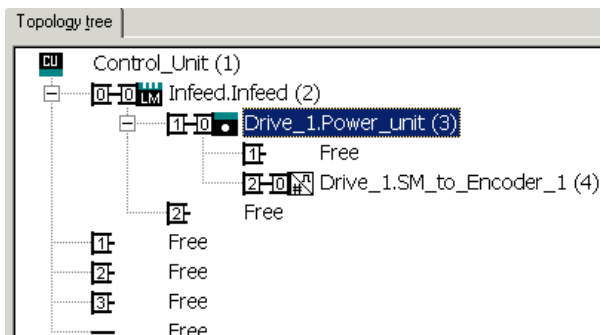 Topology tree
CU Control_Unit (1)
0 0 LM Infeed.Infeed (2)
1 0 Drive_1.Power_unit (3)
1 Free
2 0 # Drive_1.SM_to_Encoder_1 (4)
2 Free
1 Free
2 Free
3 Free
Free